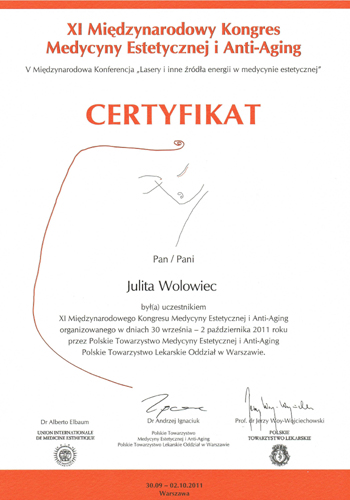 XI Międzynarodowy Kongres
Medycyny Estetycznej i Anti-Aging
V Międzynarodowa Konferencja „Lasery i inne źródła energii w medycynie estetycznej"
CERTYFIKAT
Pan / Pani
Julita Wolowiec
był(a) uczestnikiem
XI Międzynarodowego Kongresu Medycyny Estetycznej i Anti-Aging
organizowanego w dniach 30 września – 2 października 2011 roku
przez Polskie Towarzystwo Medycyny Estetycznej i Anti-Aging
Polskie Towarzystwo Lekarskie Oddział w Warszawie.
Dr Alberto Elbaum
UNION INTERNATIONALE
DE MEDECINE ESTHETIQUE
Dr Andrzej Ignaciuk
Polskie Towarzystwo
Medycyny Estetycznej i Anti-Aging
Polskie Towarzystwo Lekarskie Oddział w Warszawie
Prof. dr Jerzy Woy-Wojciechowski
POLSKIE
TOWARZYSTWO LEKARSKIE
30.09 – 02.10.2011
Warszawa